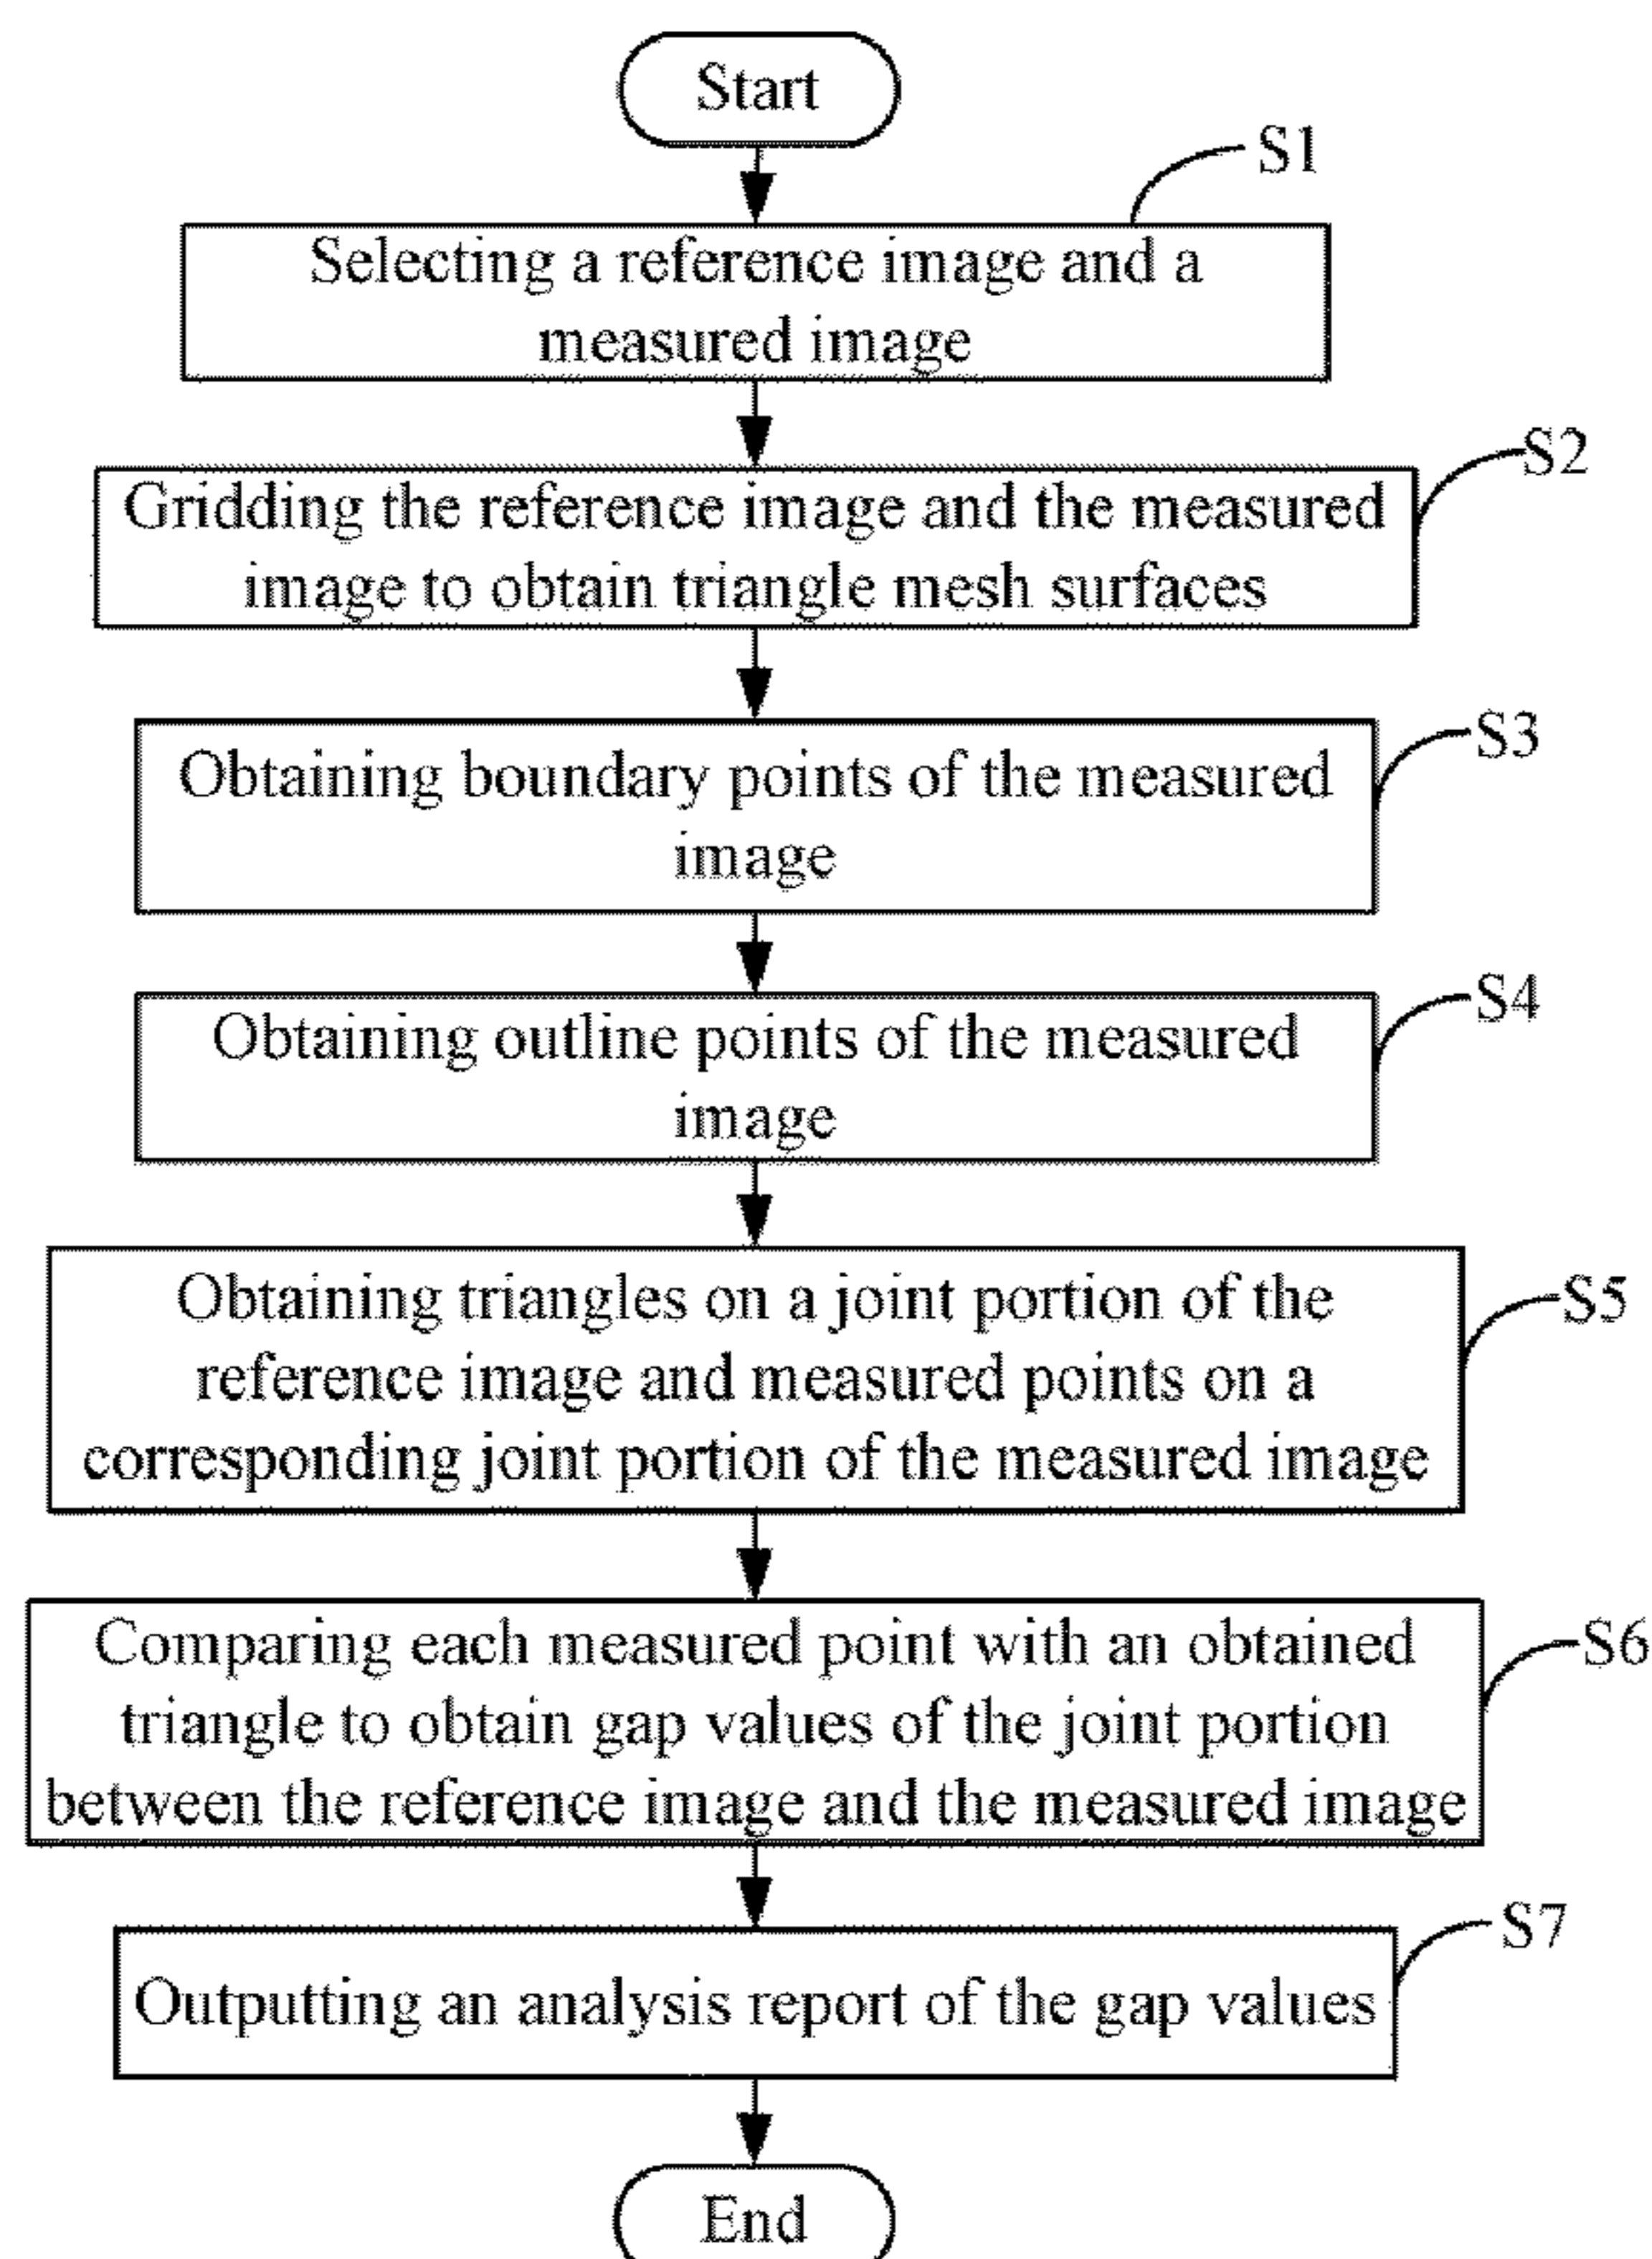 Start
S1
Selecting a reference image and a
measured image
S2
Gridding the reference image and the measured
image to obtain triangle mesh surfaces
S3
Obtaining boundary points of the measured
image
S4
Obtaining outline points of the measured
image
S5
Obtaining triangles on a joint portion of the
reference image and measured points on a
corresponding joint portion of the measured image
S6
Comparing each measured point with an obtained
triangle to obtain gap values of the joint portion
between the reference image and the measured image
S7
Outputting an analysis report of the gap values
End